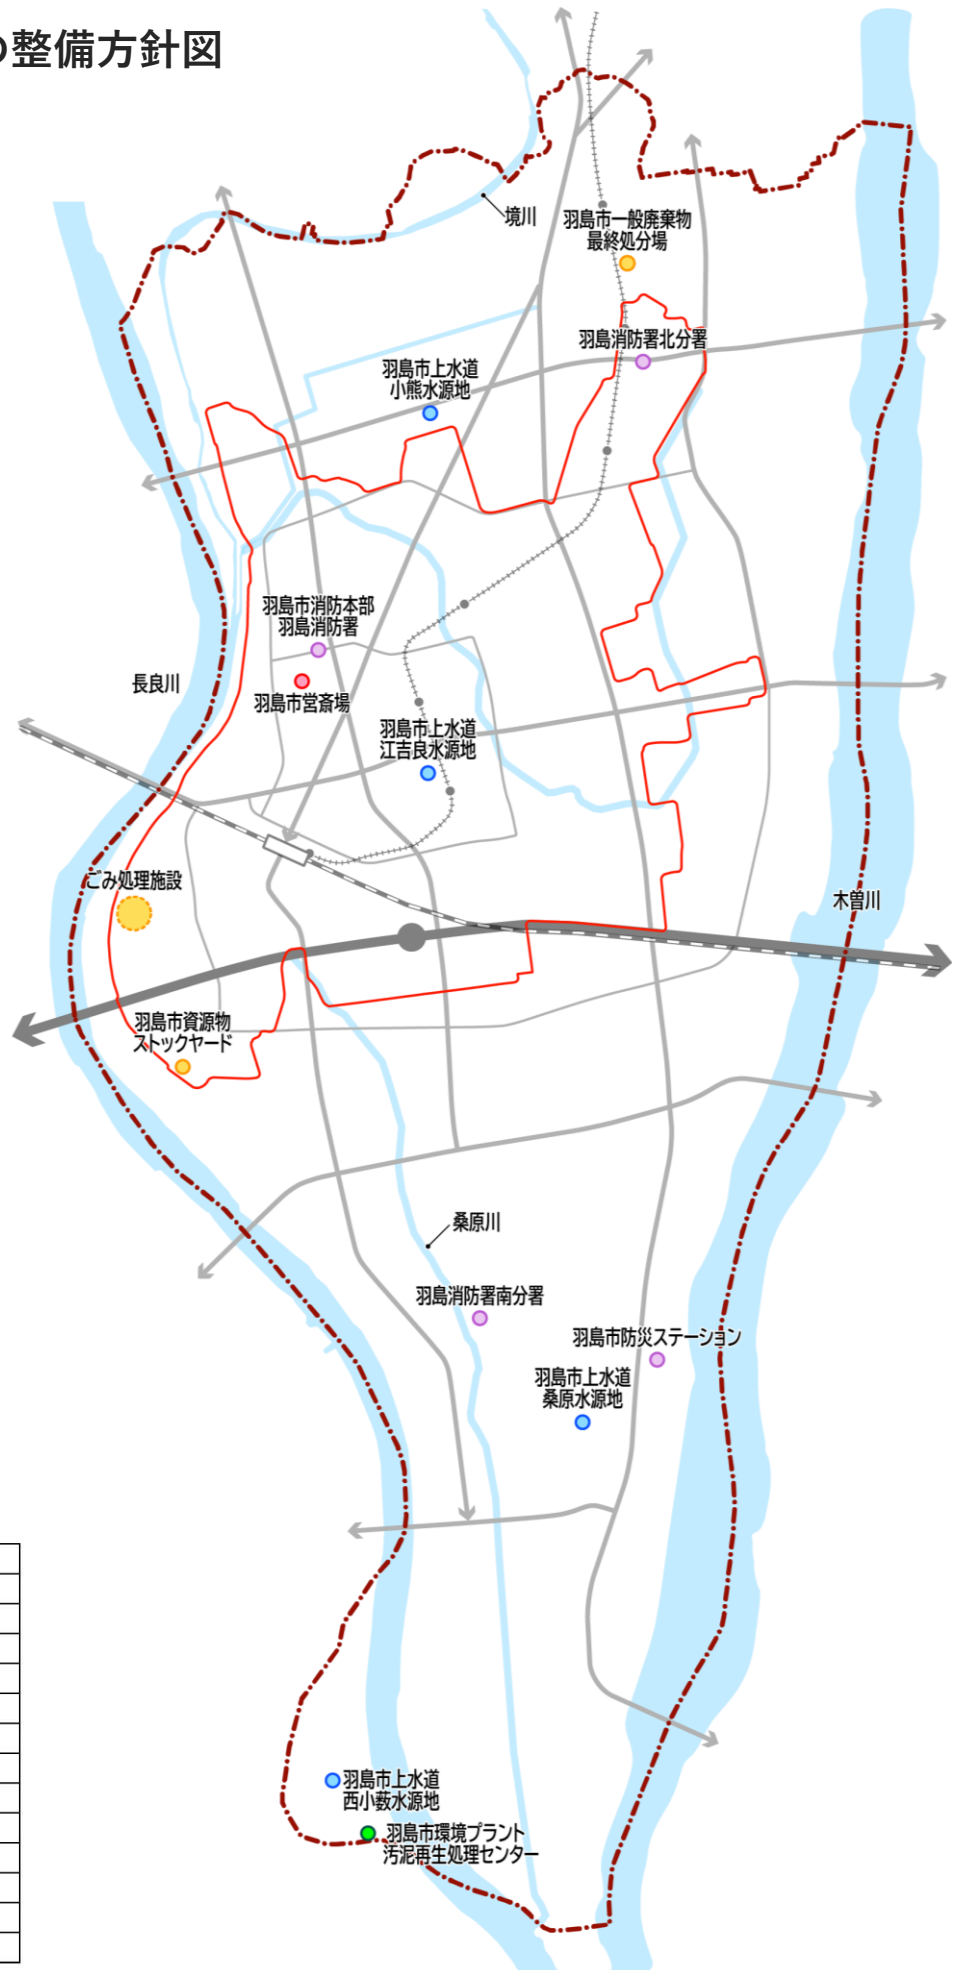 の整備方針図
境川
羽島市一般廃棄物
最終処分場
羽島消防署北分署
羽島市上水道
小熊水源地
羽島市消防本部
羽島消防署
長良川
羽島市営斎場
羽島市上水道
江吉良水源地
ごみ処理施設
木曽川
羽島市資源物
ストックヤード
桑原川
羽島消防署南分署
羽島市防災ステーション
羽島市上水道
桑原水源地
羽島市上水道
西小薮水源地
羽島市環境プラント
汚泥再生処理センター